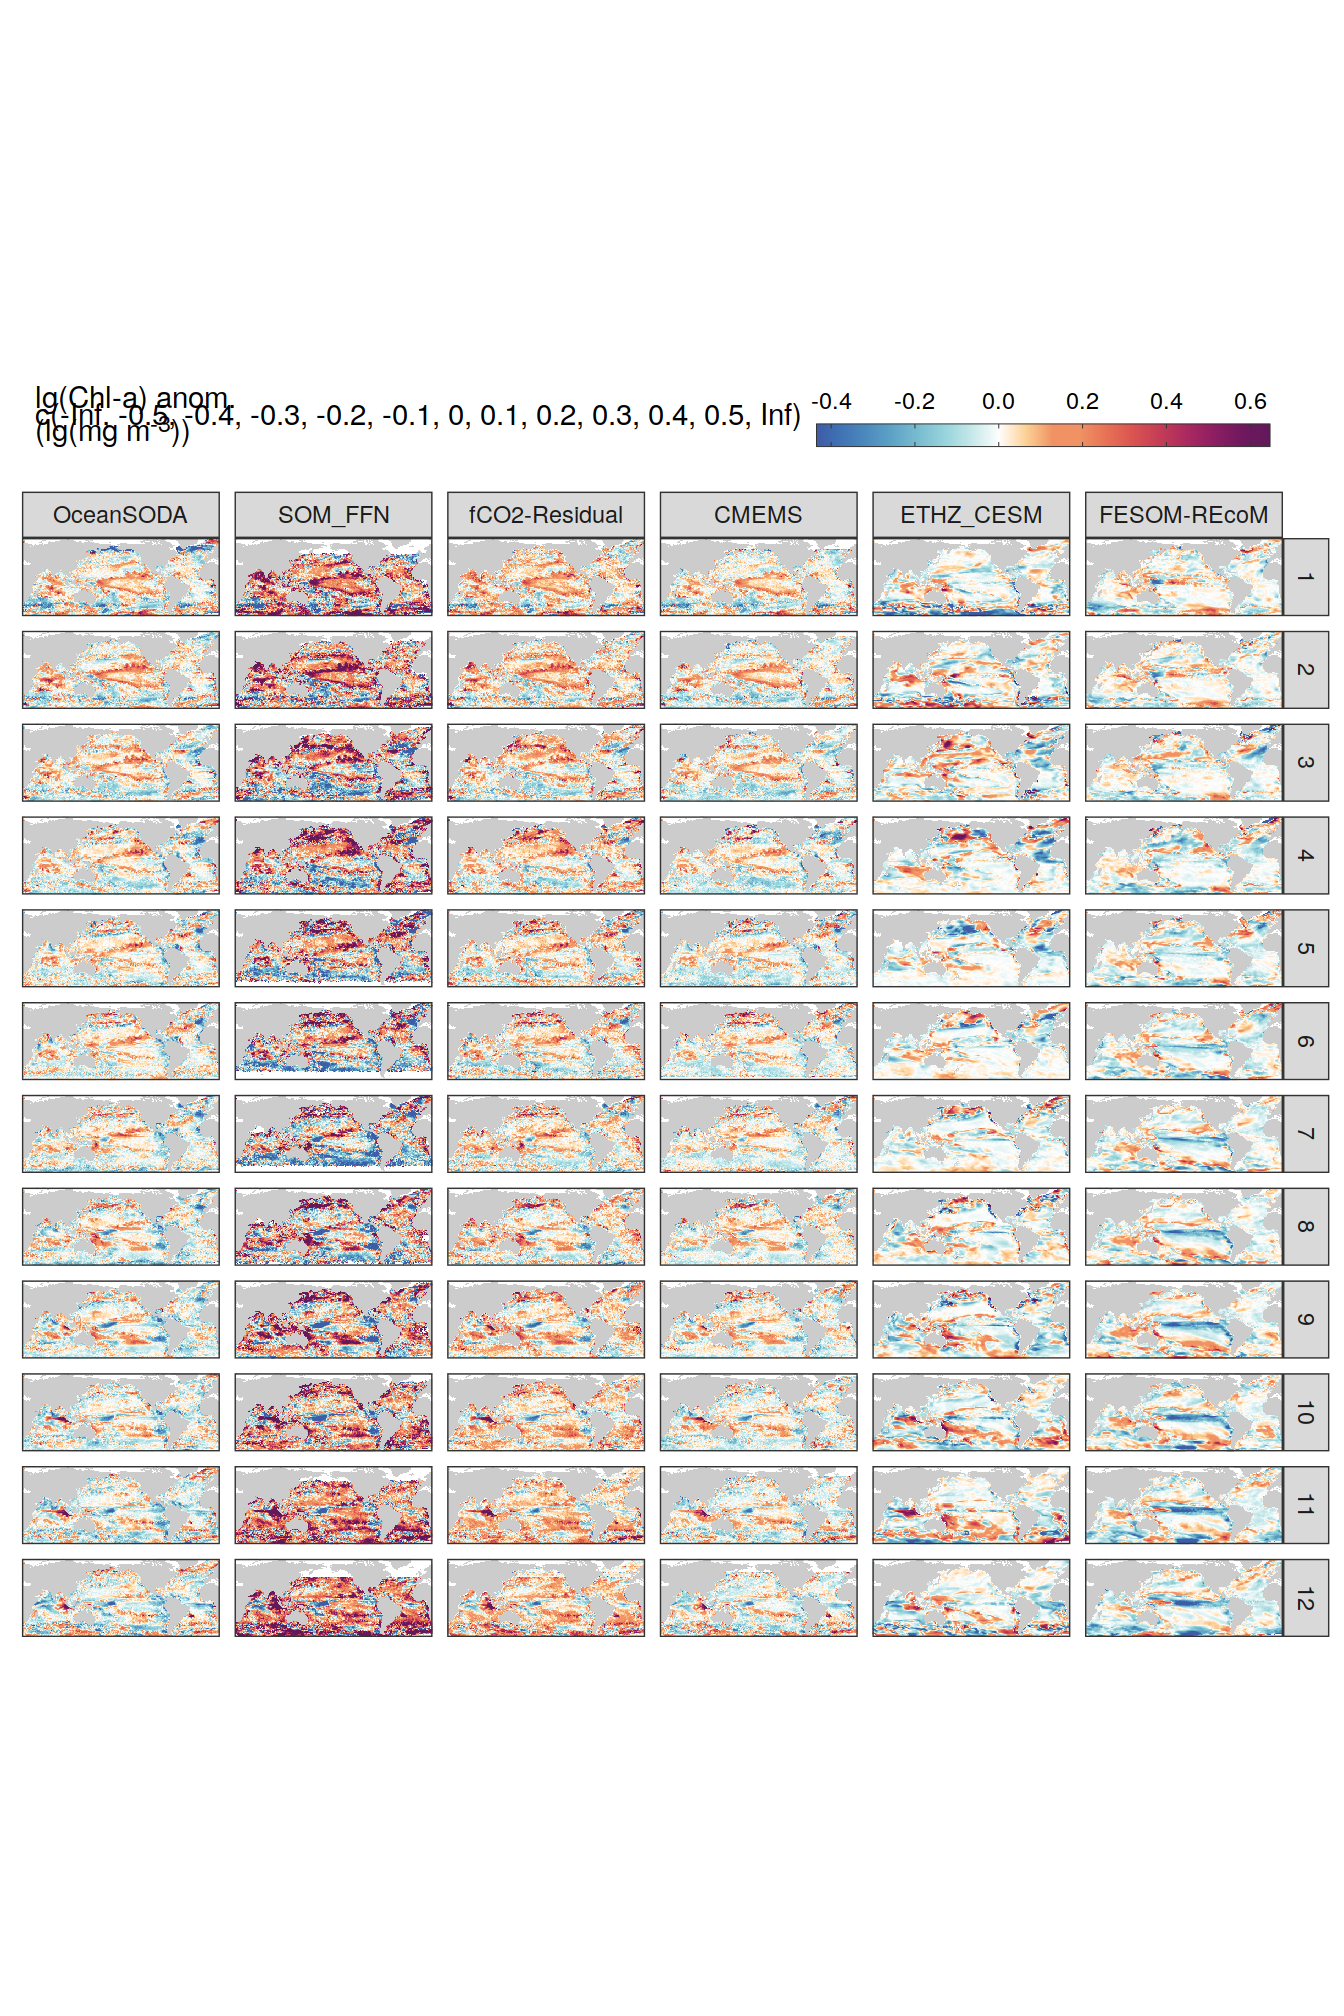 lg(Chl-a) anom.
c(-Inf, -0.5, -0.4, -0.3, -0.2, -0.1, 0, 0.1, 0.2, 0.3, 0.4, 0.5, Inf)
(lg(mg m⁻³))
-0.4 -0.2 0.0 0.2 0.4 0.6
OceanSODA SOM_FFN fCO2-Residual CMEMS ETHZ_CESM FESOM-REcoM
1
2
3
4
5
6
7
8
9
10
11
12